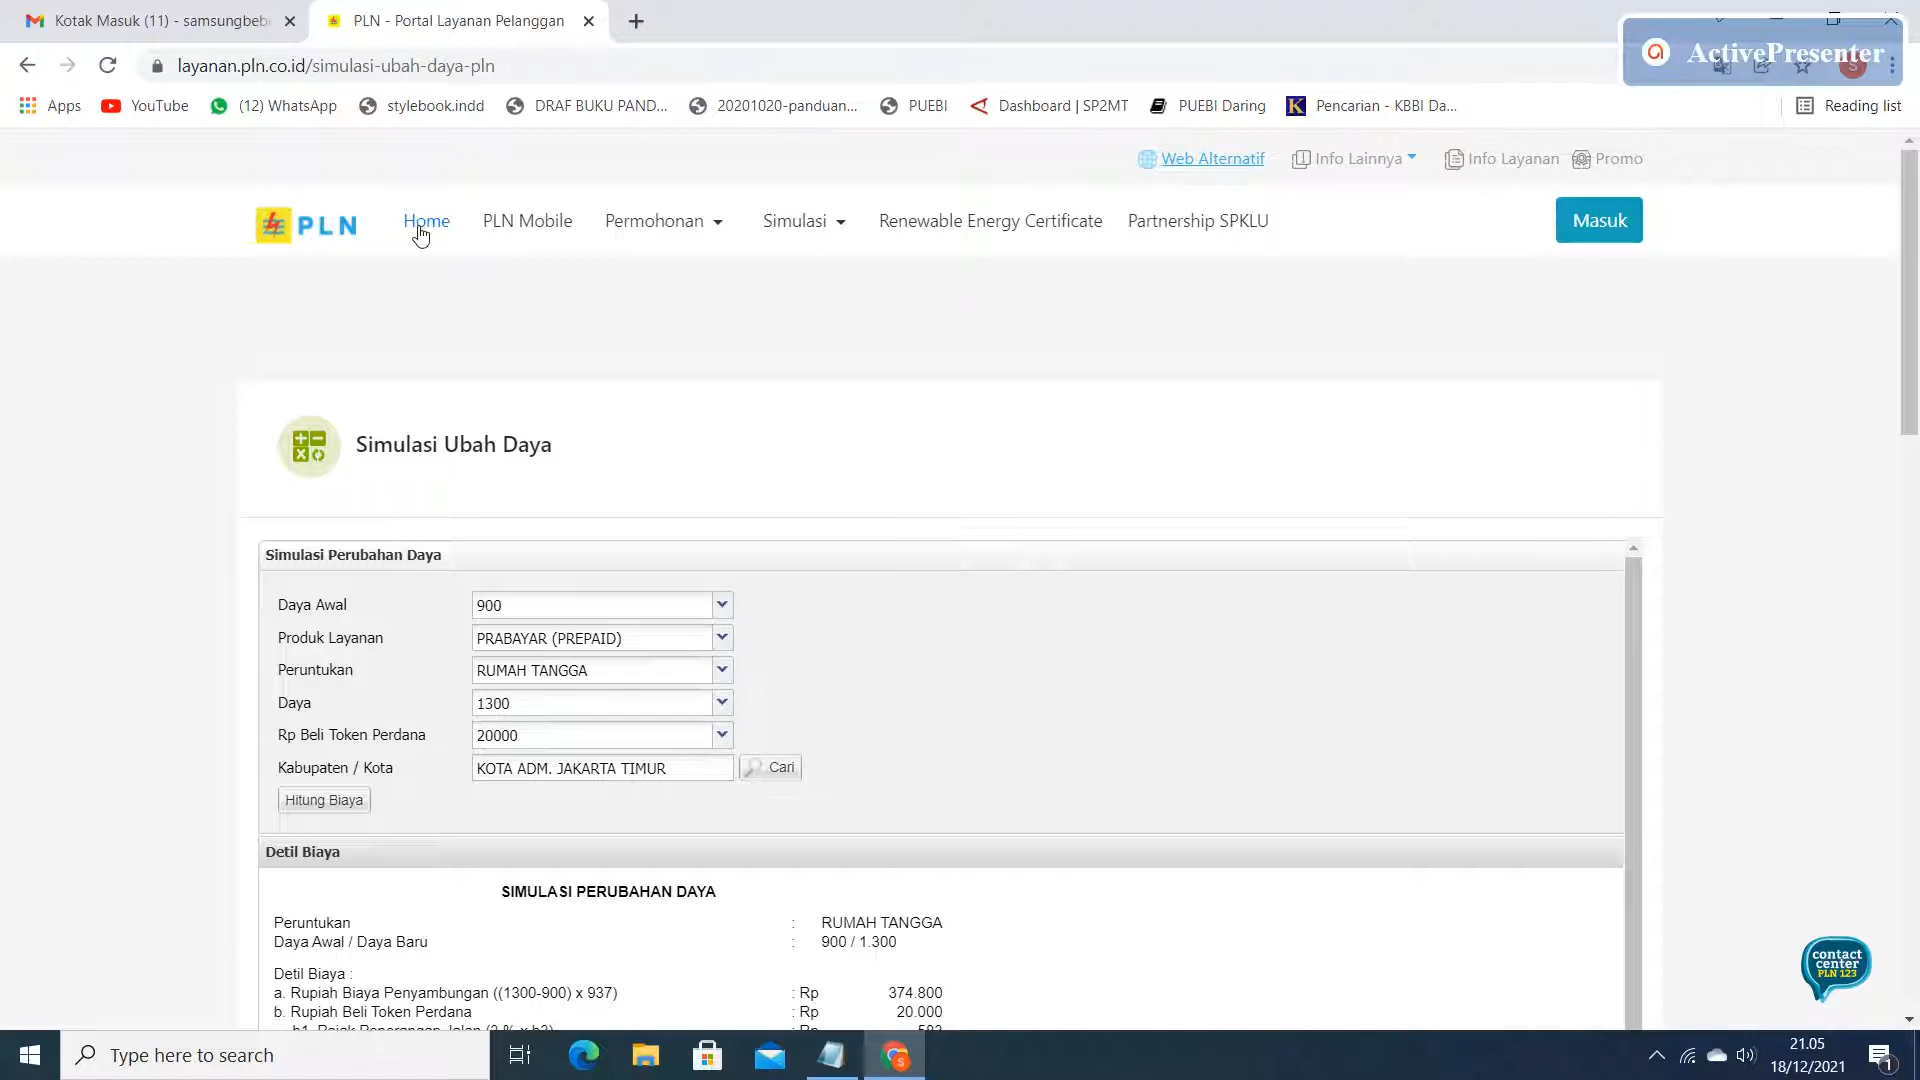 Kotak Masuk (11) - samsungbeb
PLN - Portal Layanan Pelanggan
ActivePresenter
layanan.pln.co.id/simulasi-ubah-daya-pln
Apps YouTube (12) WhatsApp stylebook.indd DRAF BUKU PAND... 20201020-panduan... PUEBI Dashboard | SP2MT PUEBI Daring Pencarian - KBBI Da... Reading list
Web Alternatif Info Lainnya Info Layanan Promo
PLN Home PLN Mobile Permohonan Simulasi Renewable Energy Certificate Partnership SPKLU Masuk
Simulasi Ubah Daya
Simulasi Perubahan Daya
Daya Awal 900
Produk Layanan PRABAYAR (PREPAID)
Peruntukan RUMAH TANGGA
Daya 1300
Rp Beli Token Perdana 20000
Kabupaten / Kota KOTA ADM. JAKARTA TIMUR Cari
Hitung Biaya
Detil Biaya
SIMULASI PERUBAHAN DAYA
Peruntukan : RUMAH TANGGA
Daya Awal / Daya Baru : 900 / 1.300
Detil Biaya :
a. Rupiah Biaya Penyambungan ((1300-900) x 937) : Rp 374.800
b. Rupiah Beli Token Perdana : Rp 20.000
contact
center
PLN 123
Type here to search
21.05
18/12/2021
1